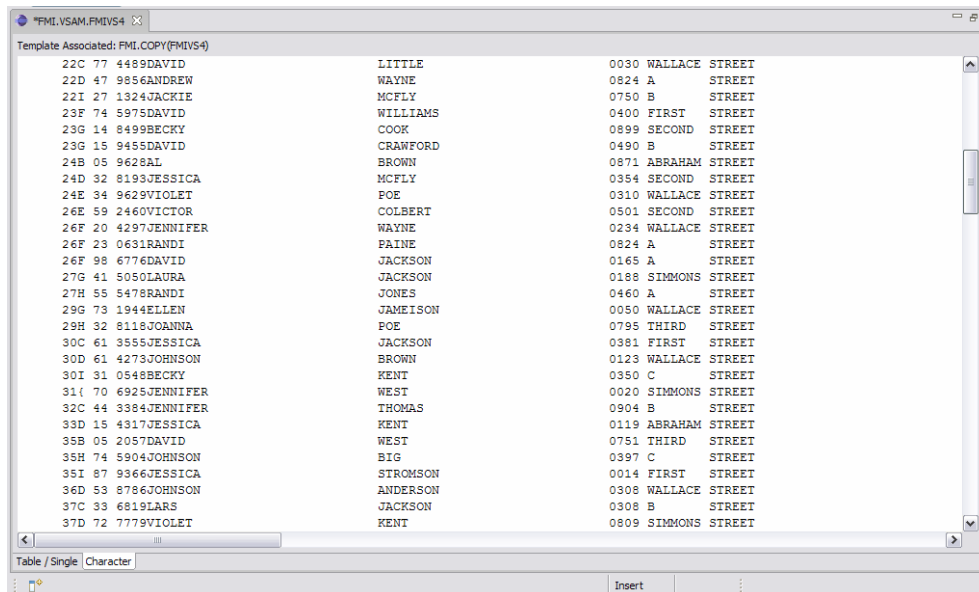 *FMI.VSAM.FMIVS4
Template Associated: FMI.COPY(FMIVS4)
22C 77 4489DAVID LITTLE 0030 WALLACE STREET
22D 47 9856ANDREW WAYNE 0824 A STREET
22I 27 1324JACKIE MCFLY 0750 B STREET
23F 74 5975DAVID WILLIAMS 0400 FIRST STREET
23G 14 8499BECKY COOK 0899 SECOND STREET
23G 15 9455DAVID CRAWFORD 0490 B STREET
24B 05 9628AL BROWN 0871 ABRAHAM STREET
24D 32 8193JESSICA MCFLY 0354 SECOND STREET
24E 34 9629VIOLET POE 0310 WALLACE STREET
26E 59 2460VICTOR COLBERT 0501 SECOND STREET
26F 20 4297JENNIFER WAYNE 0234 WALLACE STREET
26F 23 0631RANDI PAINE 0824 A STREET
26F 98 6776DAVID JACKSON 0165 A STREET
27G 41 5050LAURA JACKSON 0188 SIMMONS STREET
27H 55 5478RANDI JONES 0460 A STREET
29G 73 1944ELLEN JAMEISON 0050 WALLACE STREET
29H 32 8118JOANNA POE 0795 THIRD STREET
30C 61 3555JESSICA JACKSON 0381 FIRST STREET
30D 61 4273JOHNSON BROWN 0123 WALLACE STREET
30I 31 0548BECKY KENT 0350 C STREET
31{ 70 6925JENNIFER WEST 0020 SIMMONS STREET
32C 44 3384JENNIFER THOMAS 0904 B STREET
33D 15 4317JESSICA KENT 0119 ABRAHAM STREET
35B 05 2057DAVID WEST 0751 THIRD STREET
35H 74 5904JOHNSON BIG 0397 C STREET
35I 87 9366JESSICA STROMSON 0014 FIRST STREET
36D 53 8786JOHNSON ANDERSON 0308 WALLACE STREET
37C 33 6819LARS JACKSON 0308 B STREET
37D 72 7779VIOLET KENT 0809 SIMMONS STREET
Table / Single Character
Insert